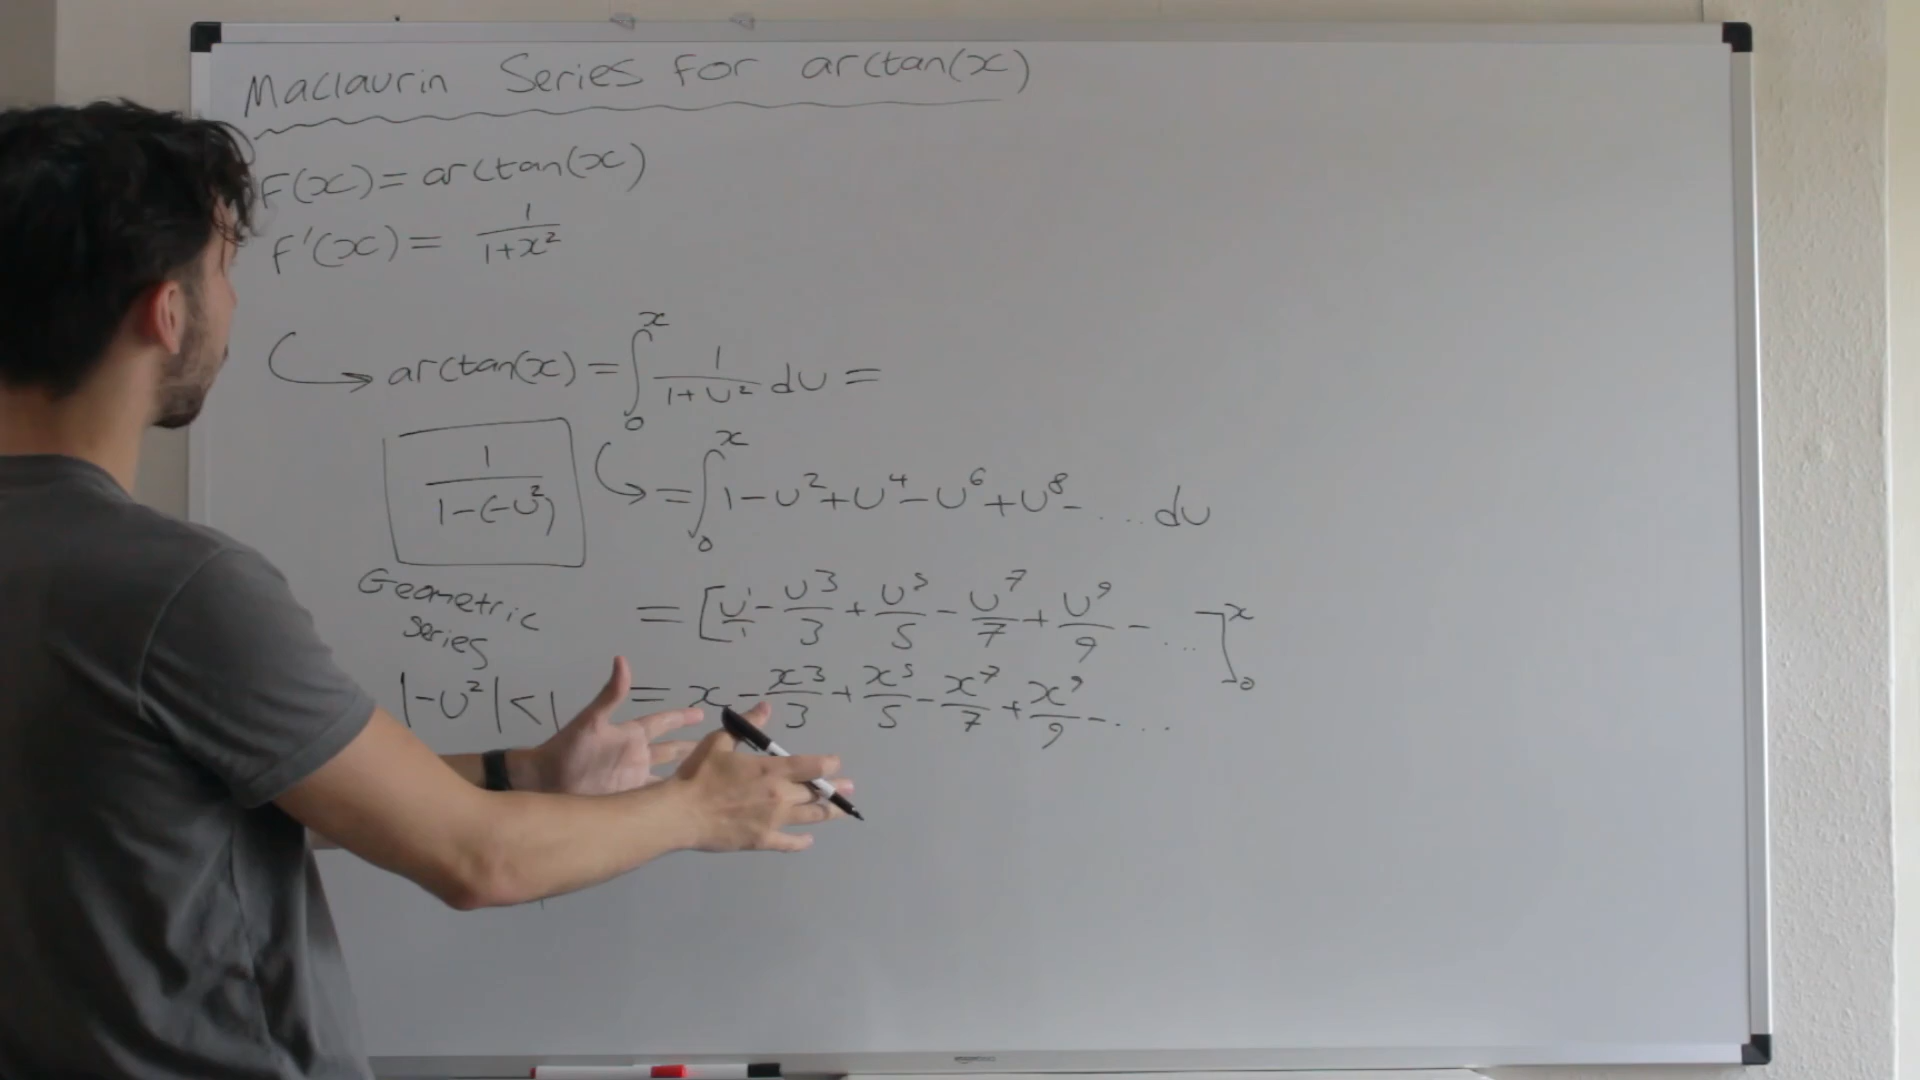 Maclaurin Series for arctan(x)
F(x) = arctan(x)
F'(x) = 1/(1+x²)
arctan(x) = ∫₀ˣ 1/(1+u²) du =
1/(1-(-u²))
= ∫₀ˣ 1-u²+u⁴-u⁶+u⁸-.... du
Geometric
series
= [u¹/1 - u³/3 + u⁵/5 - u⁷/7 + u⁹/9 - ...]₀ˣ
|-u²|<1
= x - x³/3 + x⁵/5 - x⁷/7 + x⁹/9 - ....